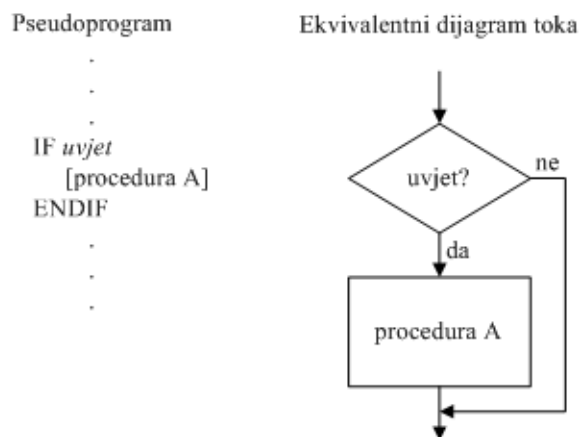 Pseudoprogram
.
.
.
IF uvjet
[procedura A]
ENDIF
.
.
.
Ekvivalentni dijagram toka
uvjet?
ne
da
procedura A